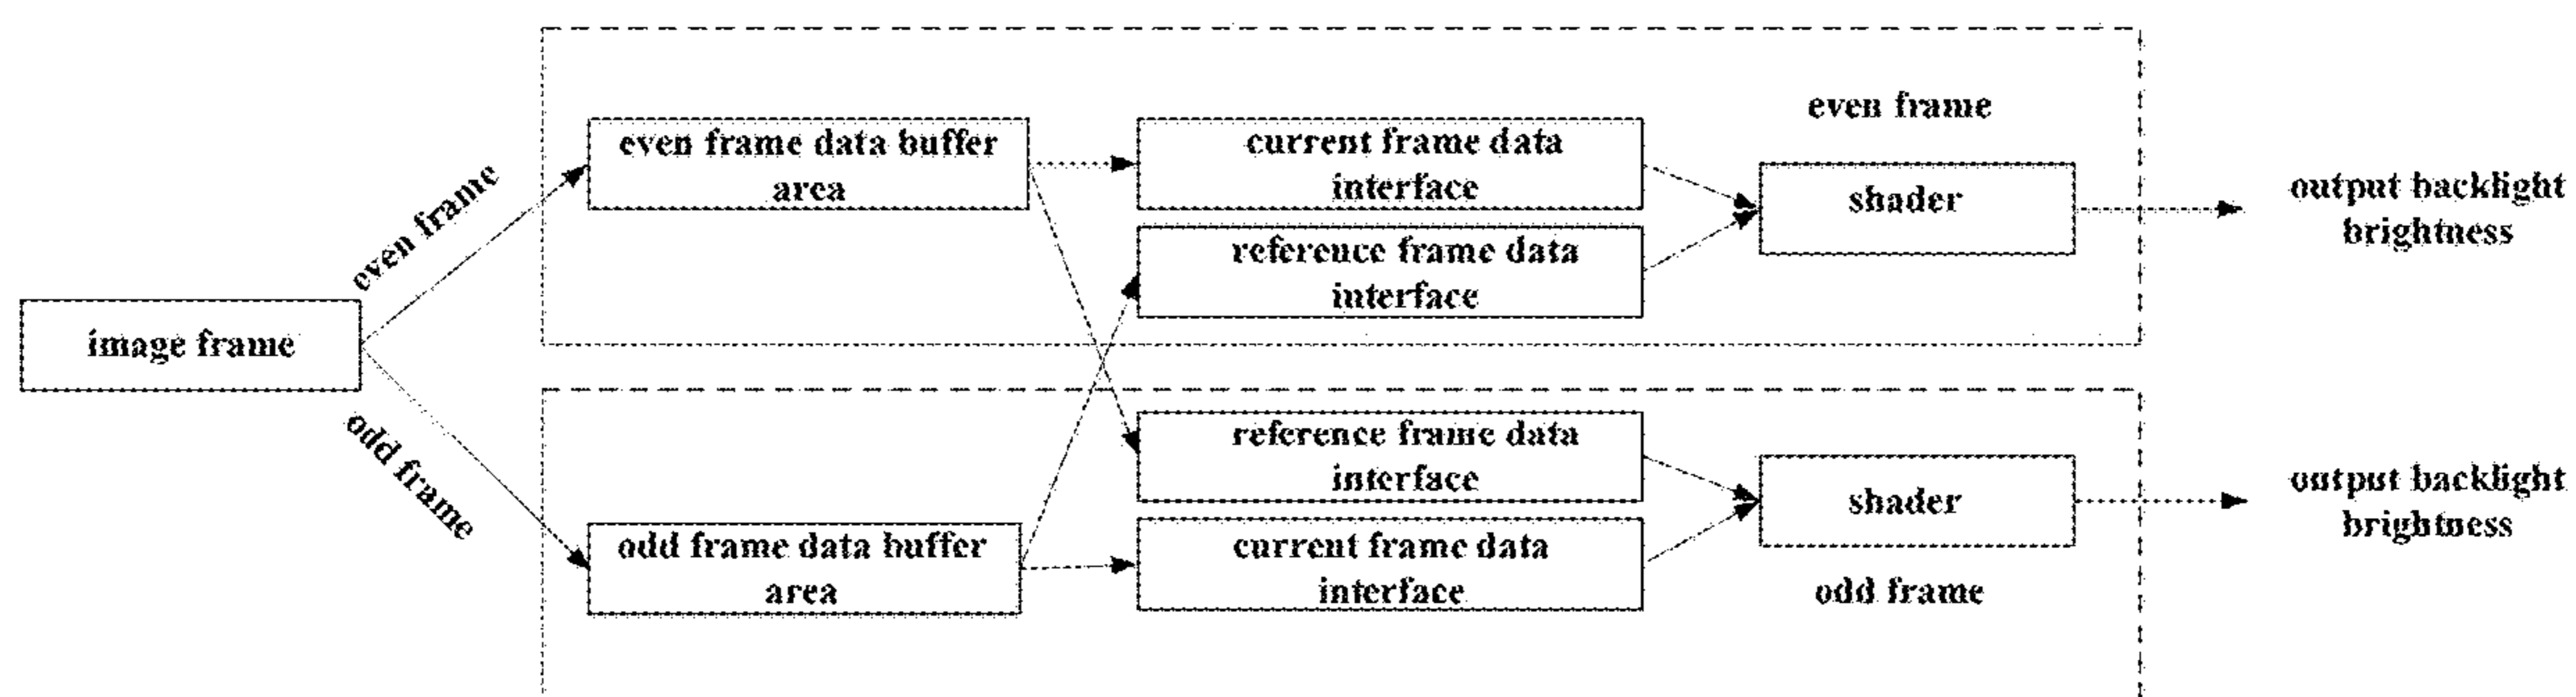 even frame
even frame data buffer
area
current frame data
interface
shader
output backlight
brightness
reference frame data
interface
image frame
even frame
odd frame
reference frame data
interface
shader
output backlight
brightness
odd frame data buffer
area
current frame data
interface
odd frame